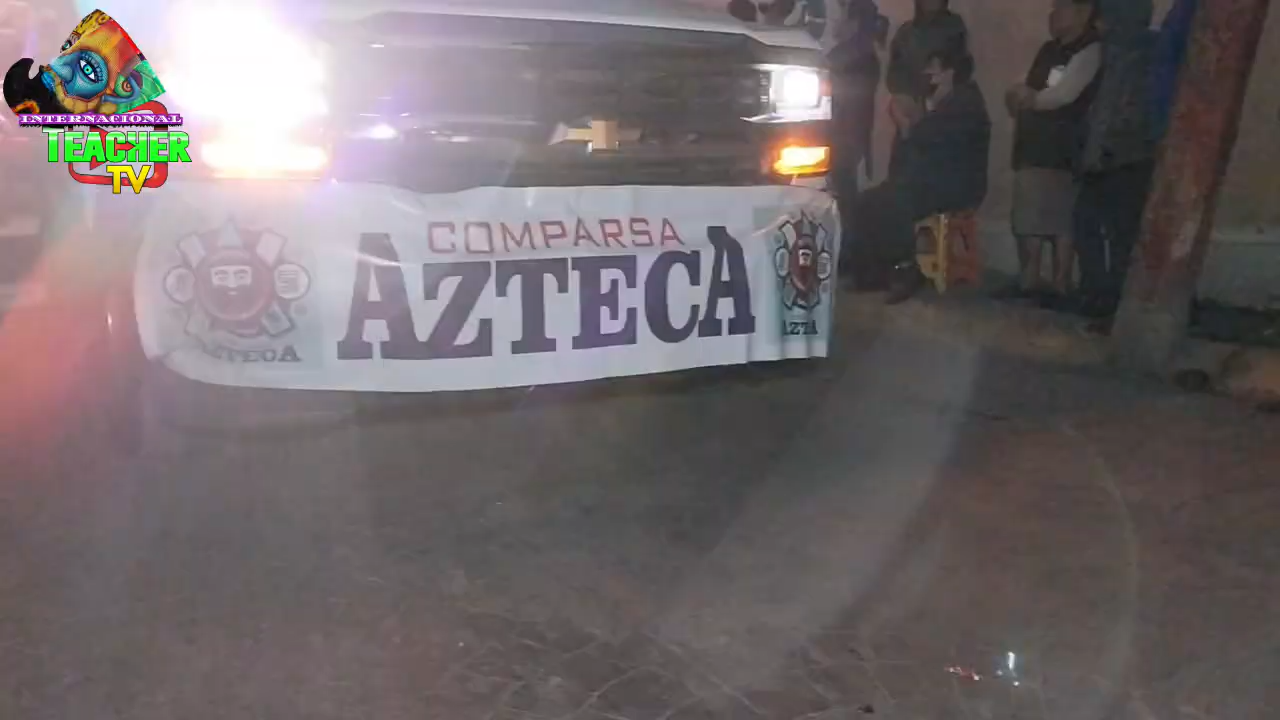 INTERNACIONAL
TEACHER
TV
COMPARSA
AZTECA
AZTECA
AZTA